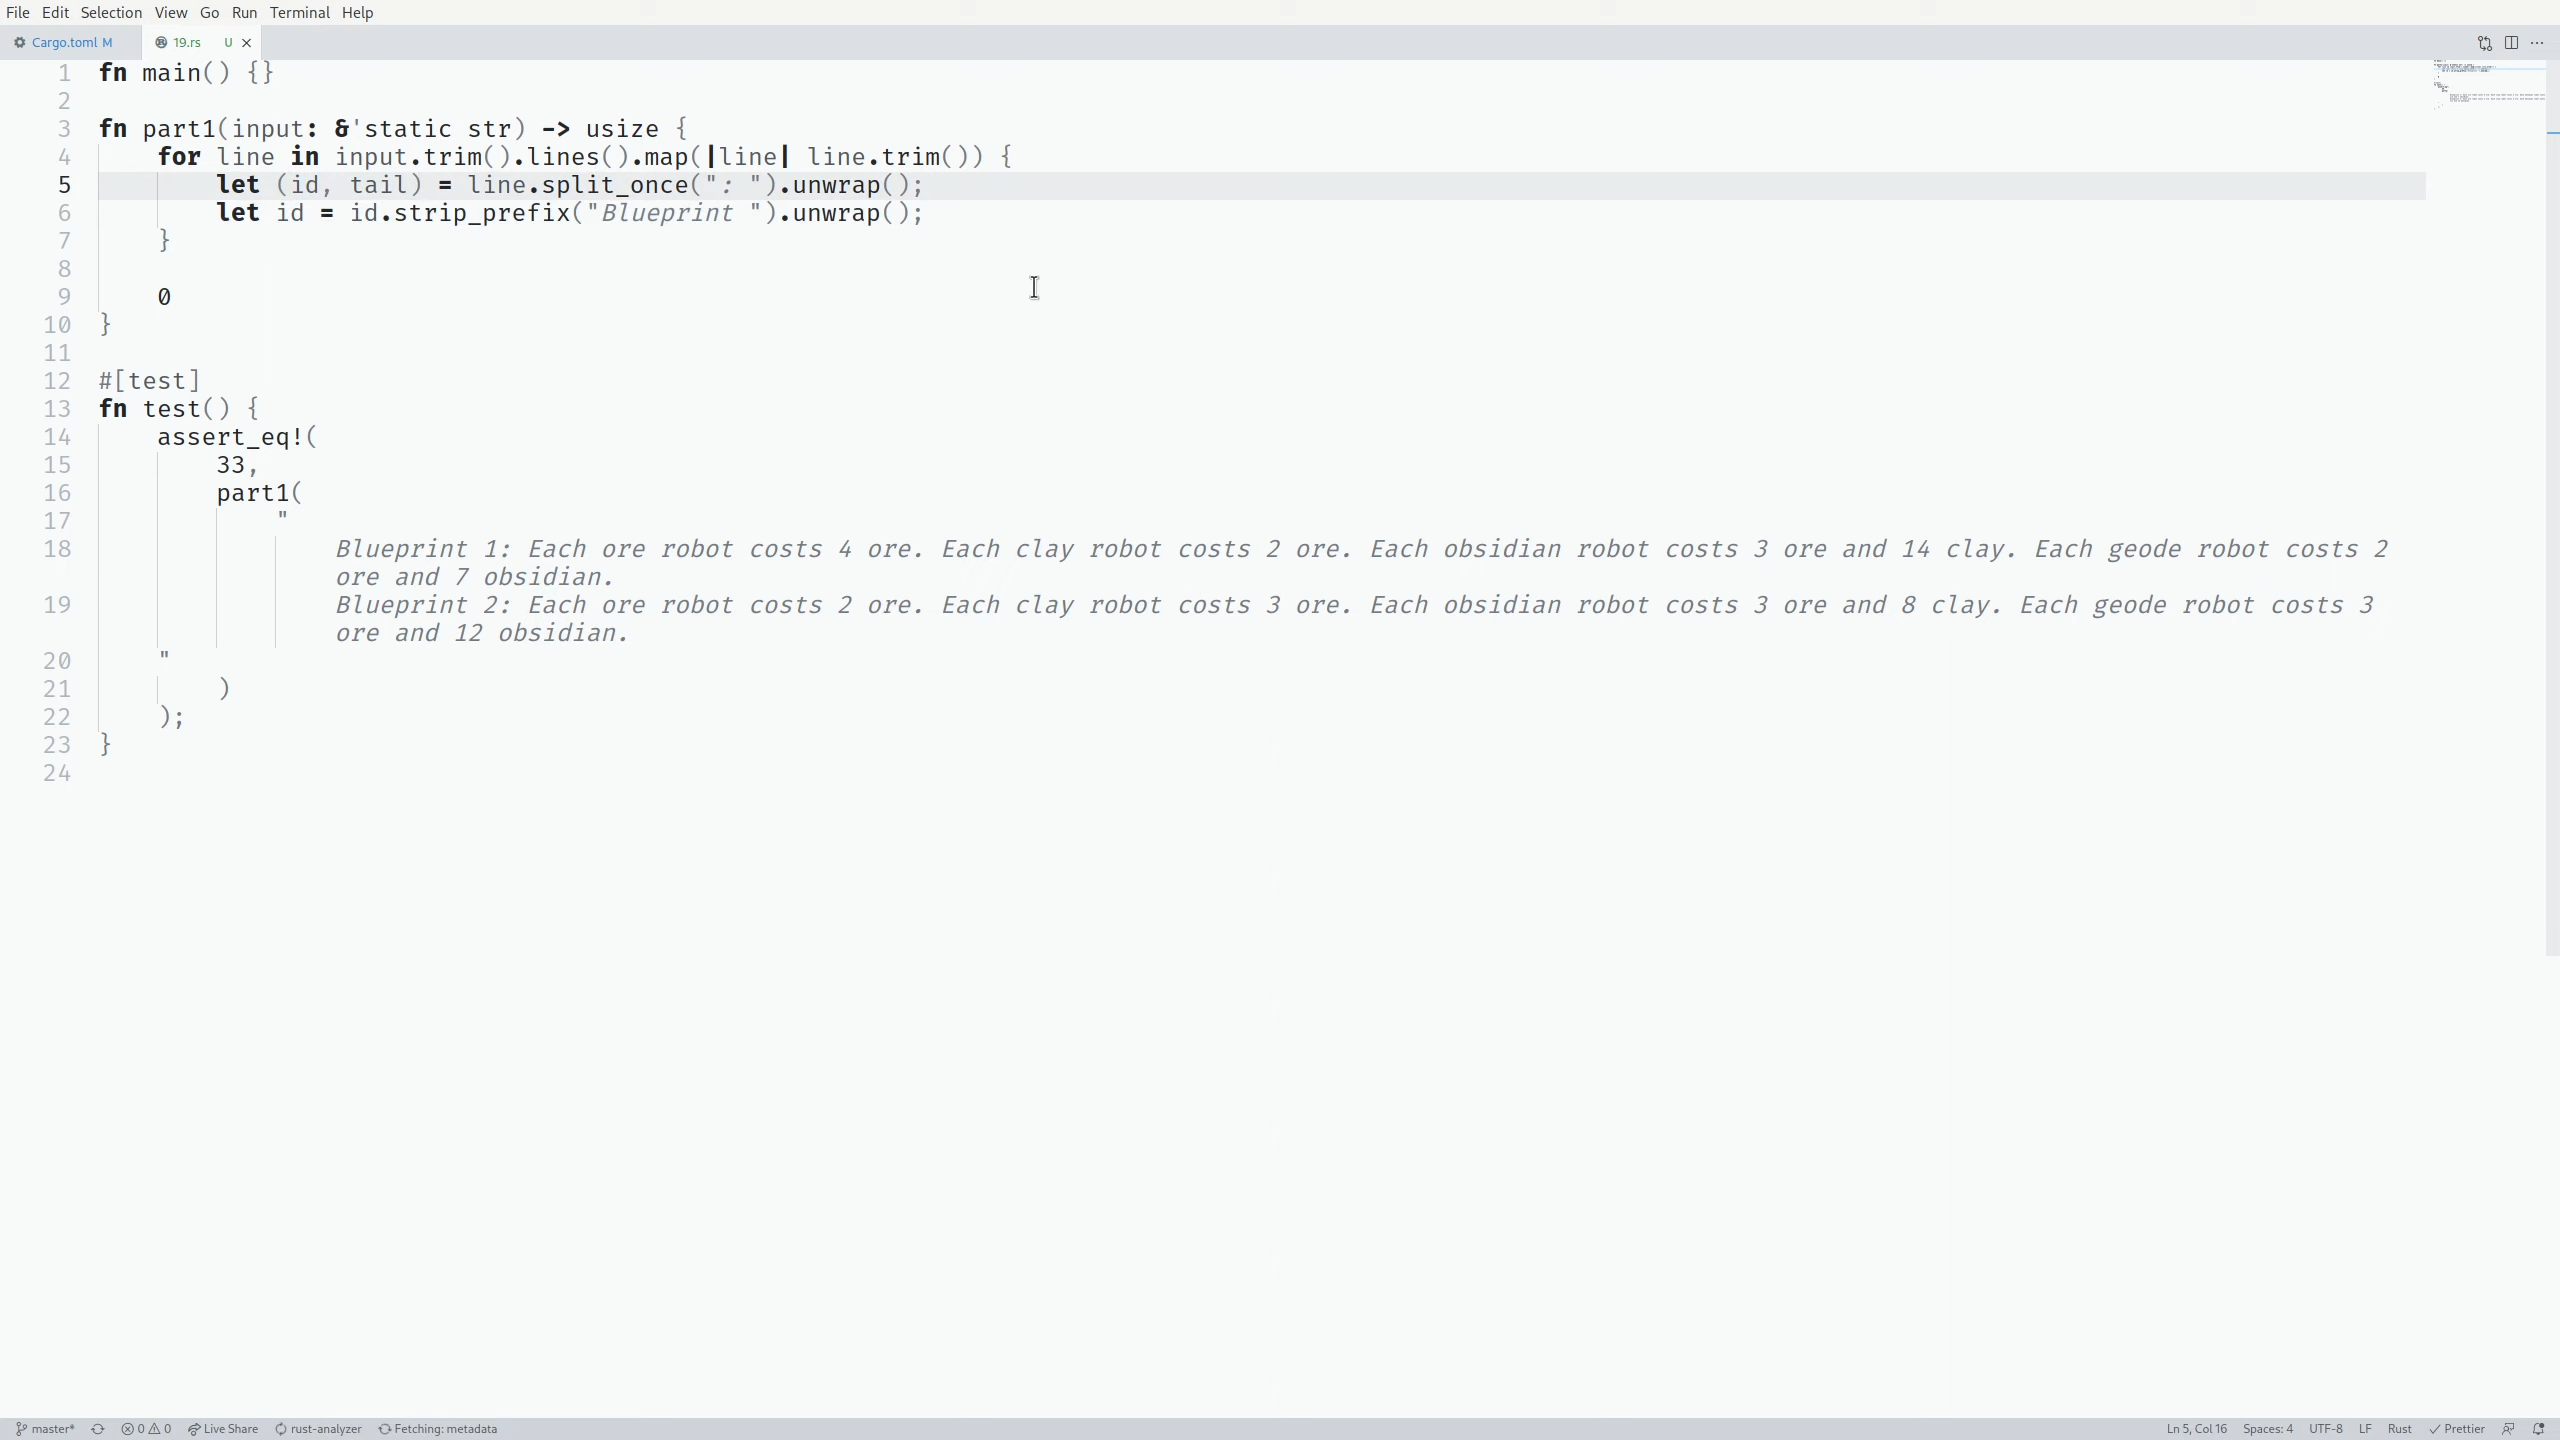 File Edit Selection View Go Run Terminal Help
Cargo.toml M 19.rs U
1 fn main() {}
2
3 fn part1(input: &'static str) -> usize {
4 for line in input.trim().lines().map(|line| line.trim()) {
5 let (id, tail) = line.split_once(": ").unwrap();
6 let id = id.strip_prefix("Blueprint ").unwrap();
7 }
8
9 0
10 }
11
12 #[test]
13 fn test() {
14 assert_eq!(
15 33,
16 part1(
17 "
18 Blueprint 1: Each ore robot costs 4 ore. Each clay robot costs 2 ore. Each obsidian robot costs 3 ore and 14 clay. Each geode robot costs 2
ore and 7 obsidian.
19 Blueprint 2: Each ore robot costs 2 ore. Each clay robot costs 3 ore. Each obsidian robot costs 3 ore and 8 clay. Each geode robot costs 3
ore and 12 obsidian.
20 "
21 )
22 );
23 }
24
master* 0 0 Live Share rust-analyzer Fetching: metadata Ln 5, Col 16 Spaces: 4 UTF-8 LF Rust Prettier